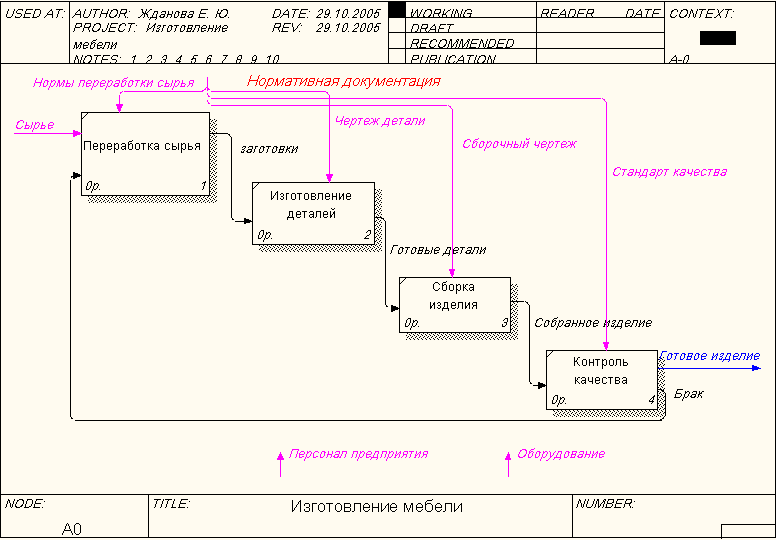 USED AT: AUTHOR: Жданова Е. Ю. DATE: 29.10.2005 WORKING READER DATE CONTEXT:
PROJECT: Изготовление REV: 29.10.2005 DRAFT
мебели RECOMMENDED
NOTES: 1 2 3 4 5 6 7 8 9 10 PUBLICATION A-0
Нормы переработки сырья Нормативная документация
Сырье
Чертеж детали
Переработка сырья
0р. 1
заготовки
Сборочный чертеж
Стандарт качества
Изготовление
деталей
0р. 2
Готовые детали
Сборка
изделия
0р. 3
Собранное изделие
Готовое изделие
Контроль
качества
0р. 4
Брак
Персонал предприятия Оборудование
NODE: TITLE: Изготовление мебели NUMBER:
A0